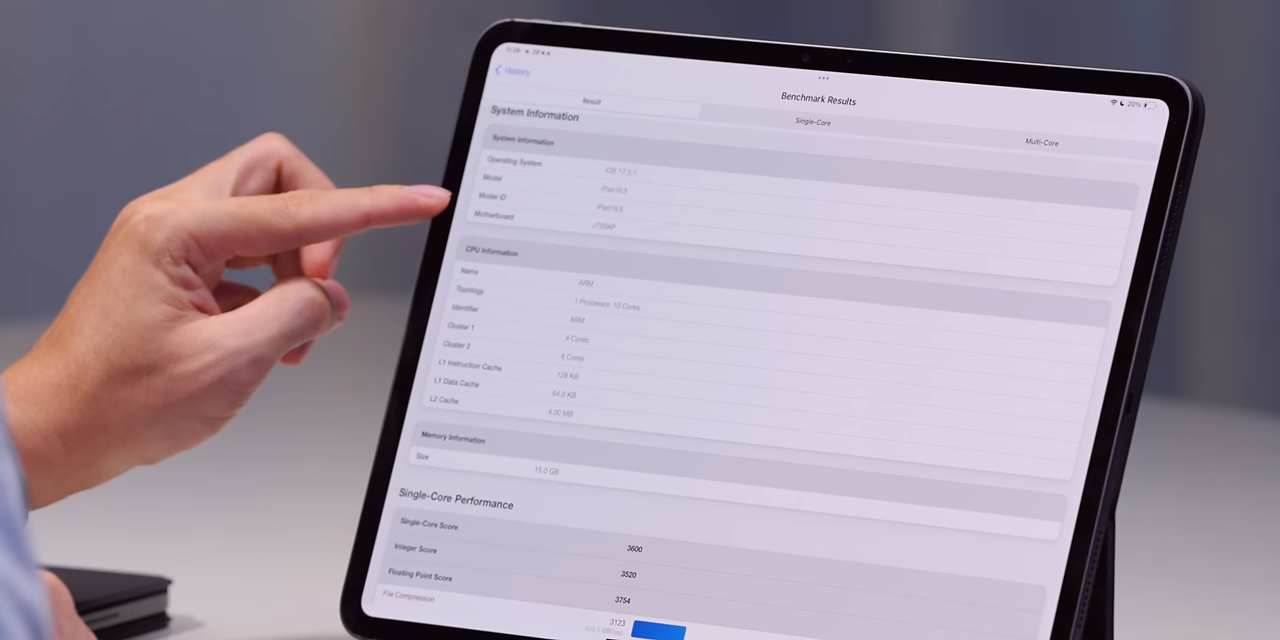 11:26
History
Benchmark Results
20%
Result
Single-Core
Multi-Core
System Information
System Information
Operating System iOS 17.5.1
Model iPad16,5
Model ID iPad16,5
Motherboard J720AP
CPU Information
Name ARM
Topology 1 Processor, 10 Cores
Identifier ARM
Cluster 1 4 Cores
Cluster 2 6 Cores
L1 Instruction Cache 128 KB
L1 Data Cache 64.0 KB
L2 Cache 4.00 MB
Memory Information
Size 15.0 GB
Single-Core Performance
Single-Core Score 3600
Integer Score 3520
Floating Point Score 3754
File Compression 3123